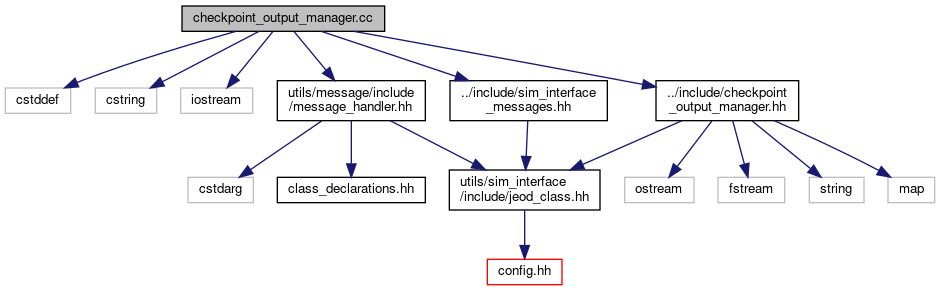 checkpoint_output_manager.cc
cstddef
cstring
iostream
utils/message/include
/message_handler.hh
../include/sim_interface
_messages.hh
../include/checkpoint
_output_manager.hh
cstdarg
class_declarations.hh
utils/sim_interface
/include/jeod_class.hh
ostream
fstream
string
map
config.hh